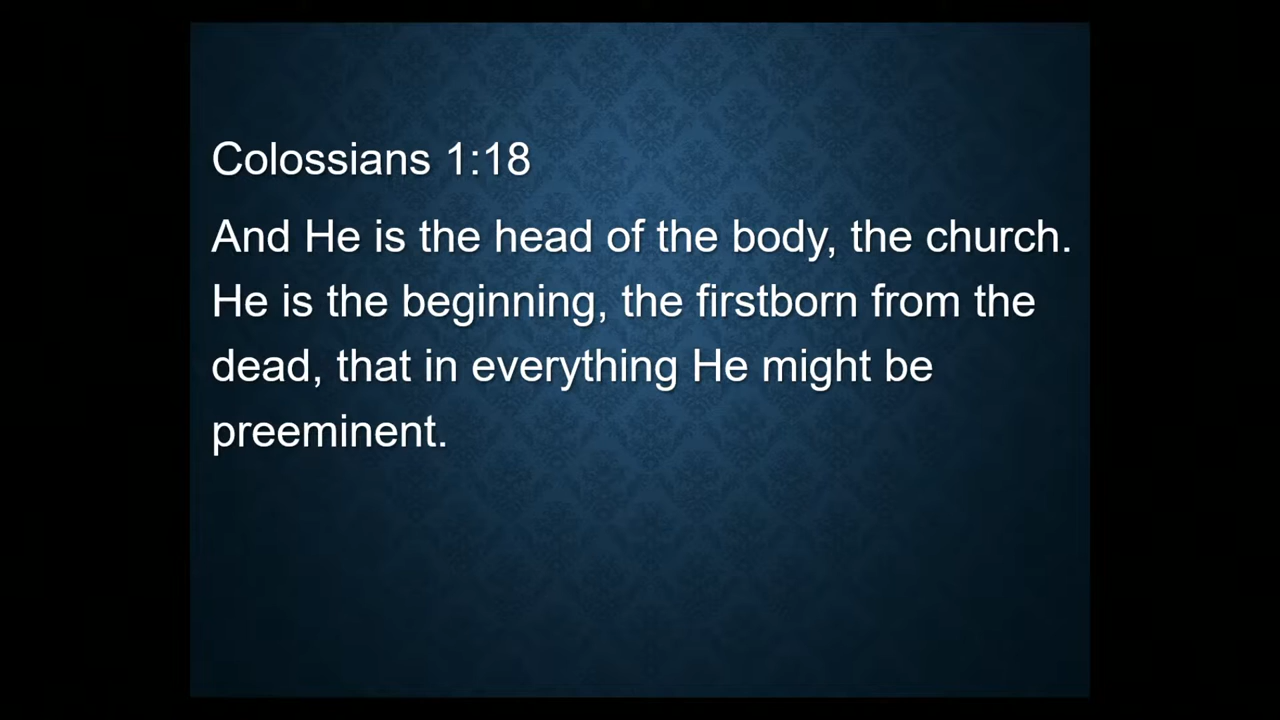 Colossians 1:18
And He is the head of the body, the church.
He is the beginning, the firstborn from the
dead, that in everything He might be
preeminent.